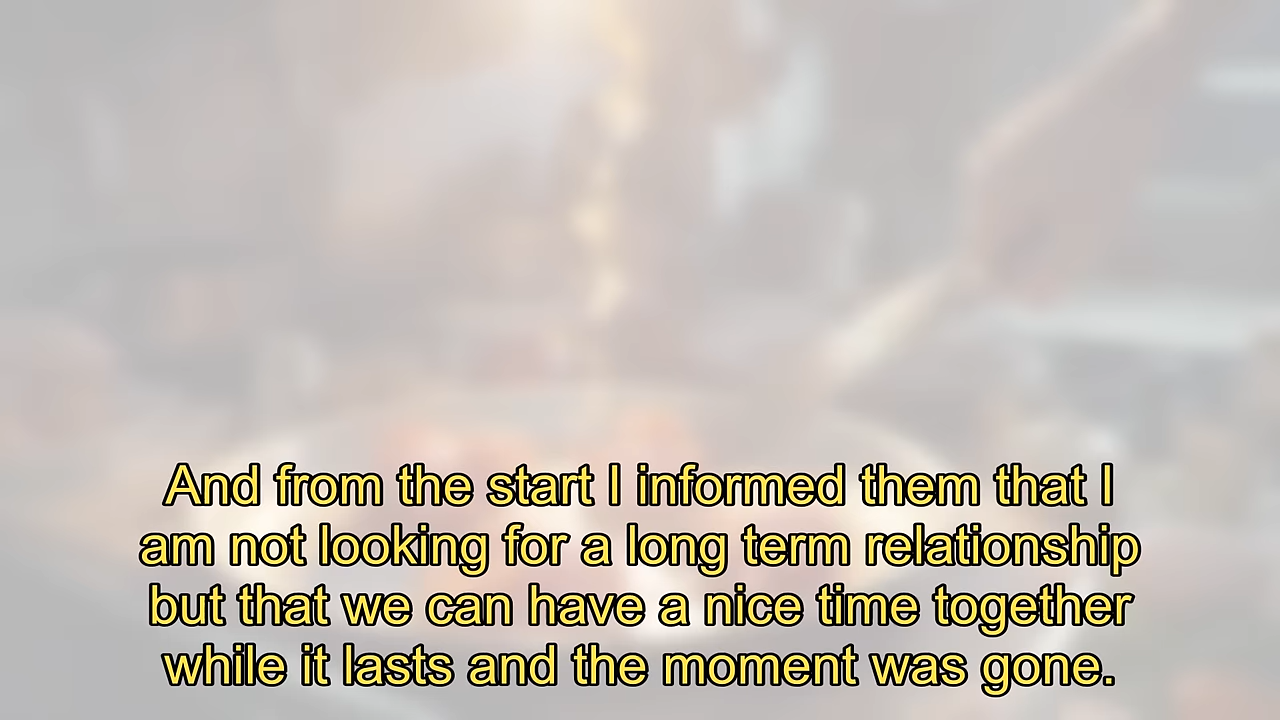 And from the start I informed them that I
am not looking for a long term relationship
but that we can have a nice time together
while it lasts and the moment was gone.